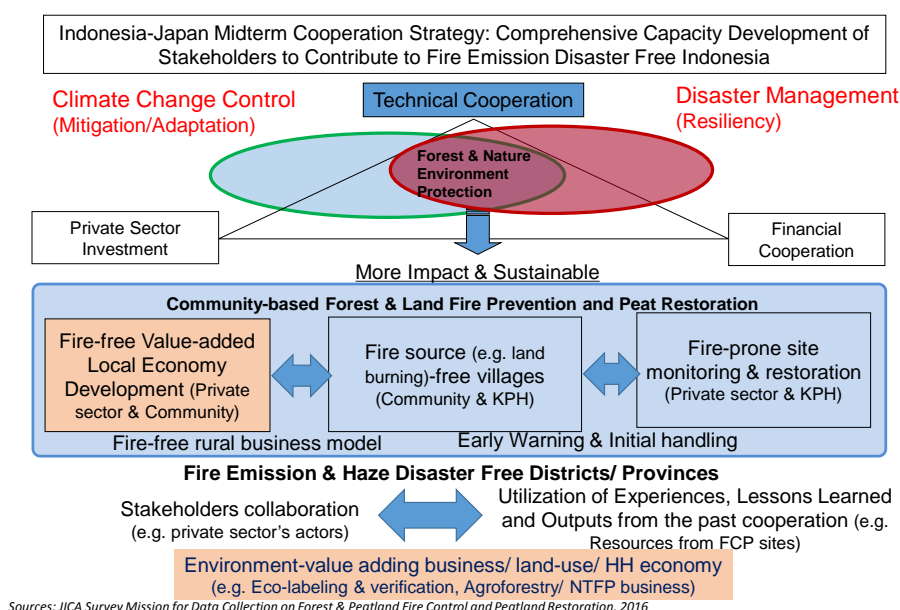 Indonesia-Japan Midterm Cooperation Strategy: Comprehensive Capacity Development of
Stakeholders to Contribute to Fire Emission Disaster Free Indonesia
Climate Change Control
(Mitigation/Adaptation)
Technical Cooperation
Disaster Management
(Resiliency)
Forest & Nature
Environment
Protection
Private Sector
Investment
Financial
Cooperation
More Impact & Sustainable
Community-based Forest & Land Fire Prevention and Peat Restoration
Fire-free Value-added
Local Economy
Development (Private
sector & Community)
Fire source (e.g. land
burning)-free villages
(Community & KPH)
Fire-prone site
monitoring & restoration
(Private sector & KPH)
Fire-free rural business model
Early Warning & Initial handling
Fire Emission & Haze Disaster Free Districts/ Provinces
Stakeholders collaboration
(e.g. private sector's actors)
Utilization of Experiences, Lessons Learned
and Outputs from the past cooperation (e.g.
Resources from FCP sites)
Environment-value adding business/ land-use/ HH economy
(e.g. Eco-labeling & verification, Agroforestry/ NTFP business)
Sources: JICA Survey Mission for Data Collection on Forest & Peatland Fire Control and Peatland Restoration, 2016